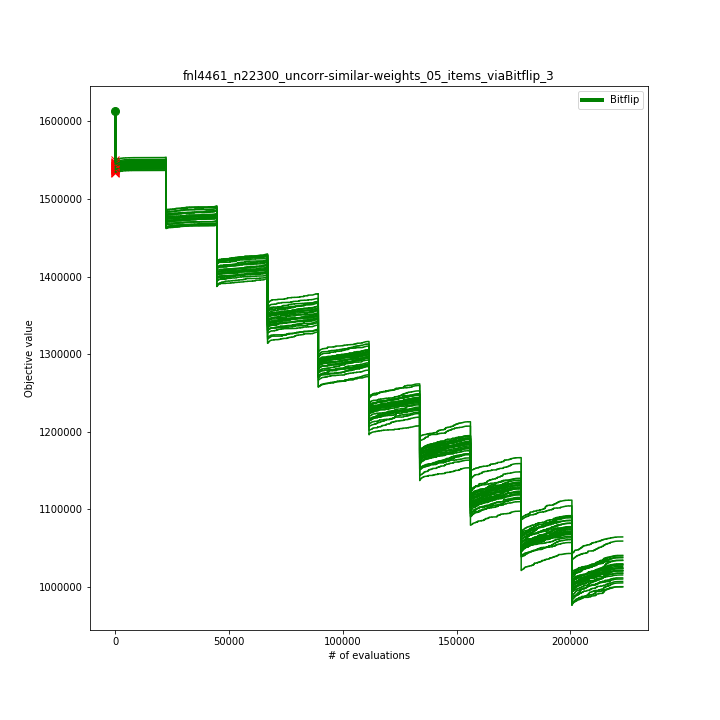 fnl4461_n22300_uncorr-similar-weights_05_items_viaBitflip_3
Bitflip
1600000
1500000
1400000
1300000
1200000
1100000
1000000
Objective value
0 50000 100000 150000 200000
# of evaluations